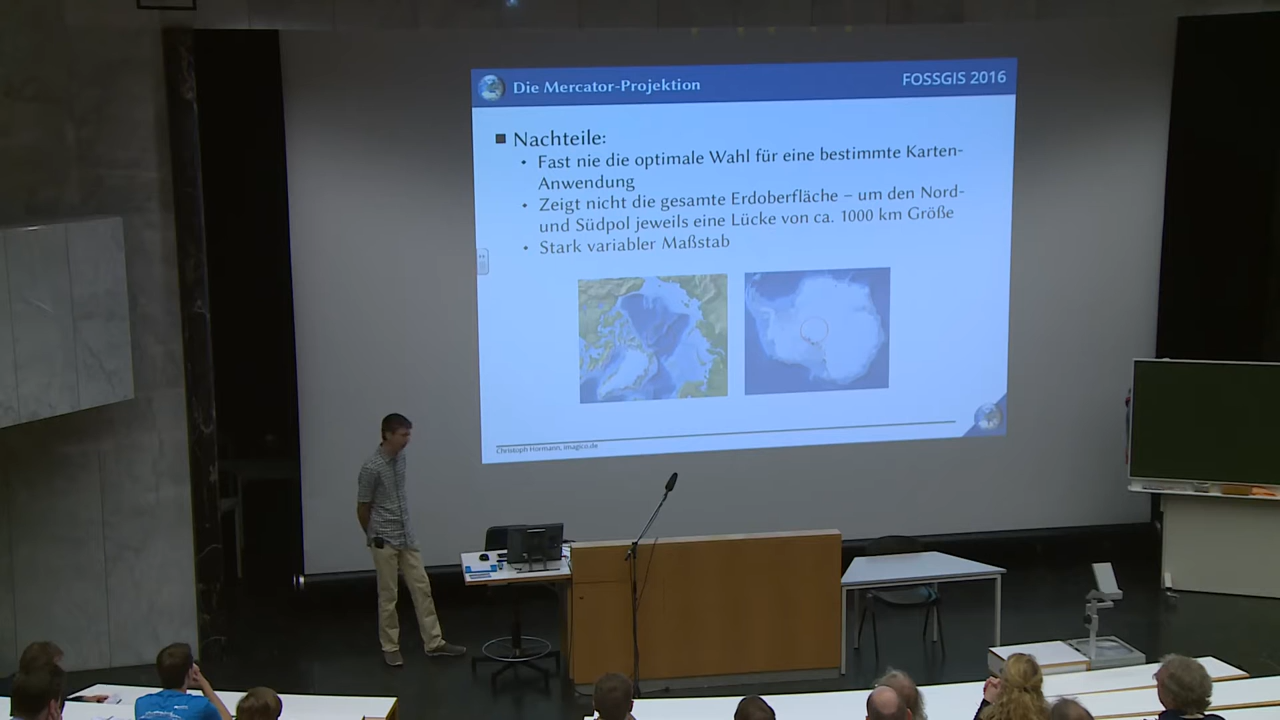 Die Mercator-Projektion
FOSSGIS 2016
Nachteile:
Fast nie die optimale Wahl für eine bestimmte Karten-
Anwendung
Zeigt nicht die gesamte Erdoberfläche – um den Nord-
und Südpol jeweils eine Lücke von ca. 1000 km Größe
Stark variabler Maßstab
Christoph Hormann, imagico.de